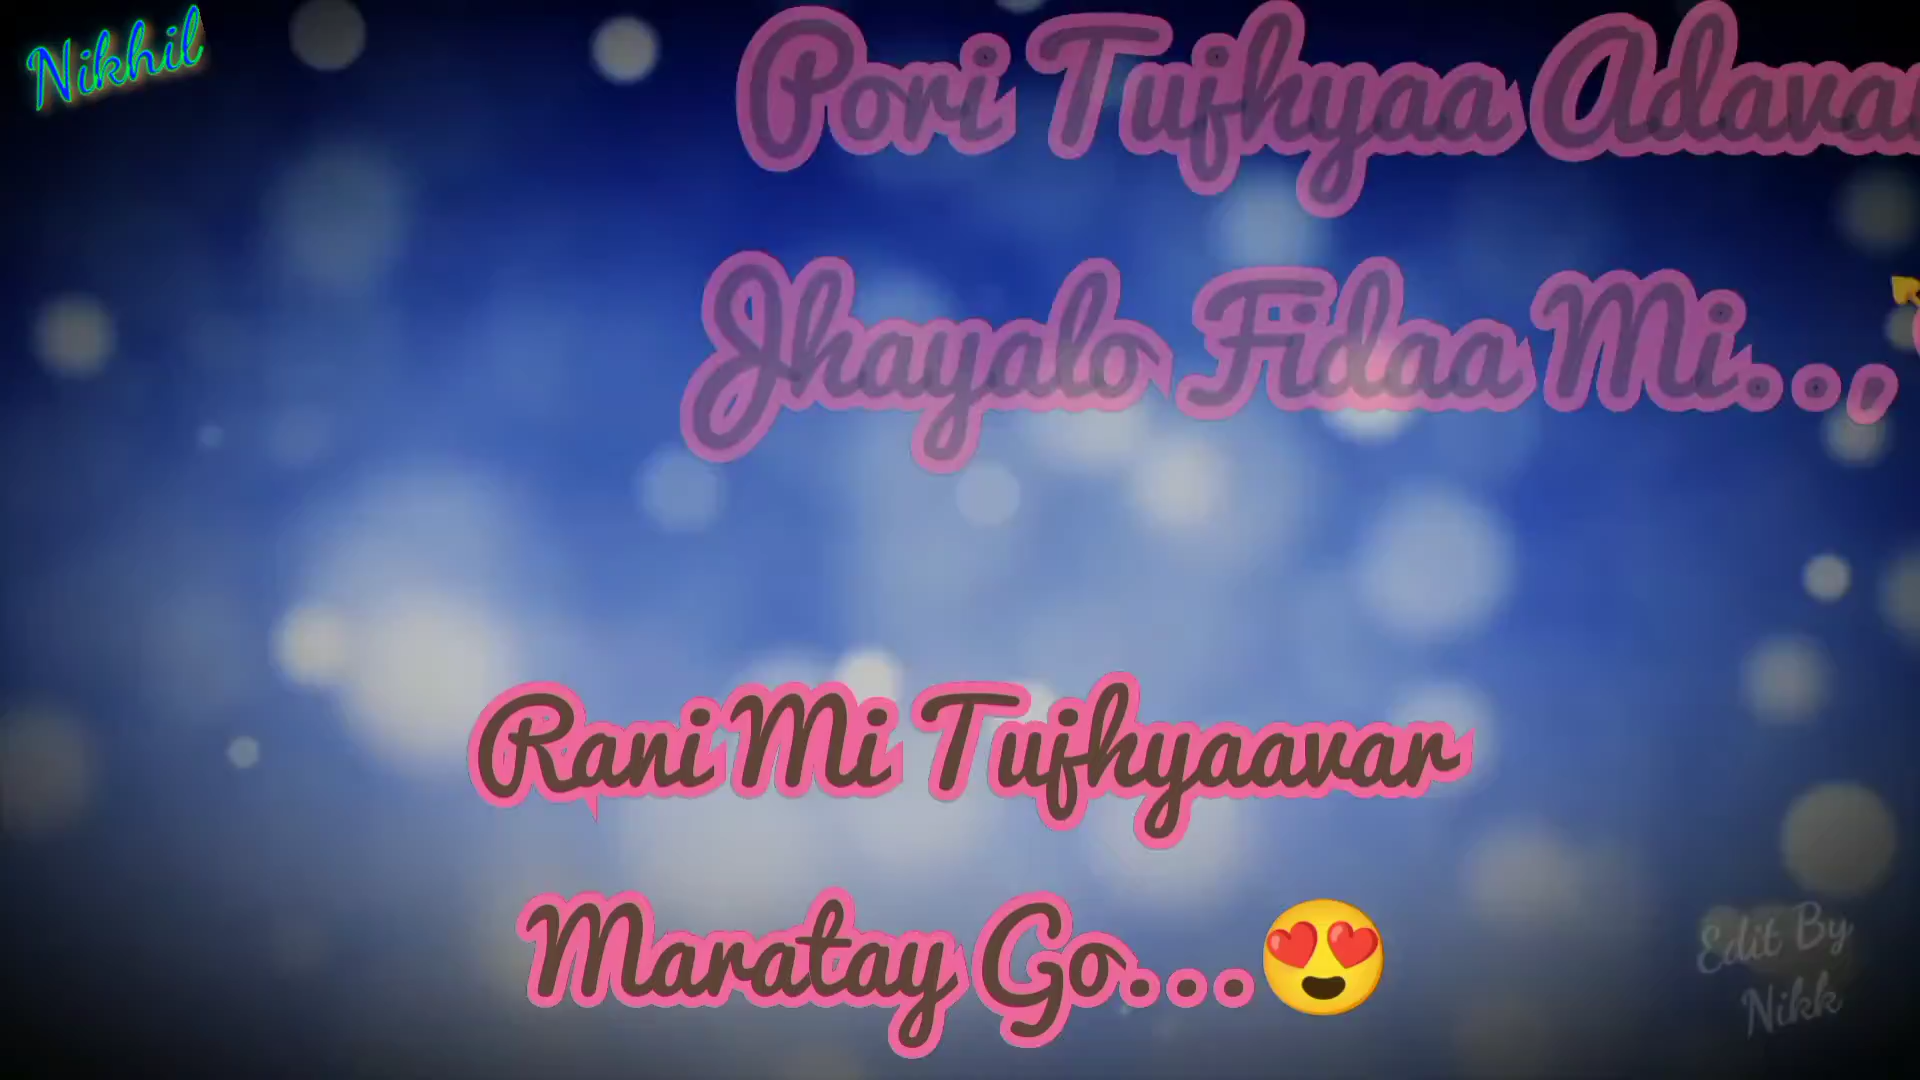 Nikhil
Pori Tujhyaa
Jhayalo Fidaa Mi..,
Rani Mi Tujhyaavar
Maratay Go...😍
Edit By
Nikk